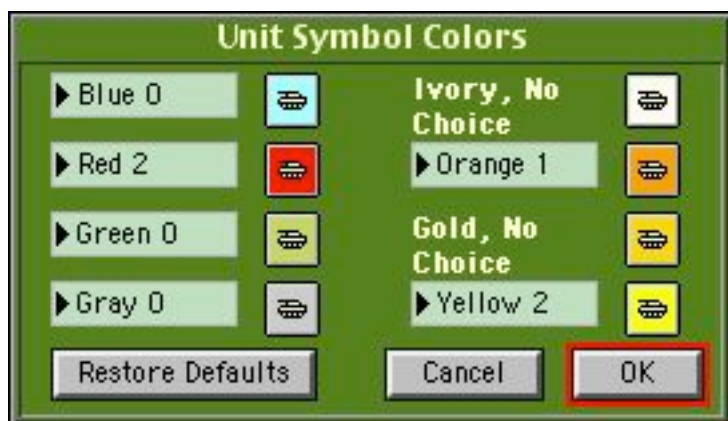 Unit Symbol Colors
Blue 0
Ivory, No
Choice
Red 2
Orange 1
Green 0
Gold, No
Choice
Gray 0
Yellow 2
Restore Defaults
Cancel
OK